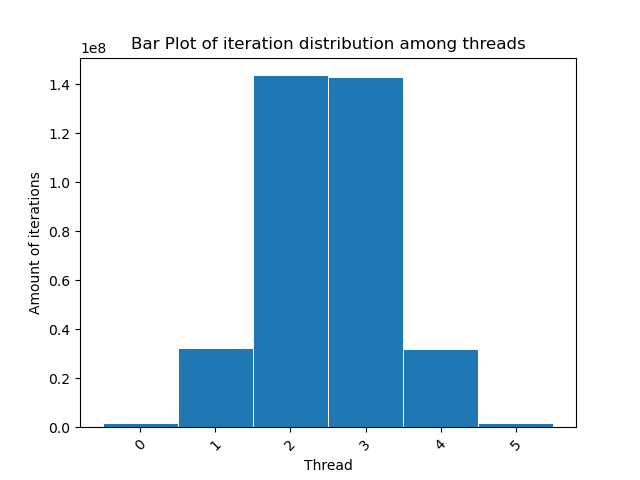 Bar Plot of iteration distribution among threads
1e8
1.4
1.2
1.0
0.8
0.6
0.4
0.2
0.0
Amount of iterations
0 1 2 3 4 5
Thread